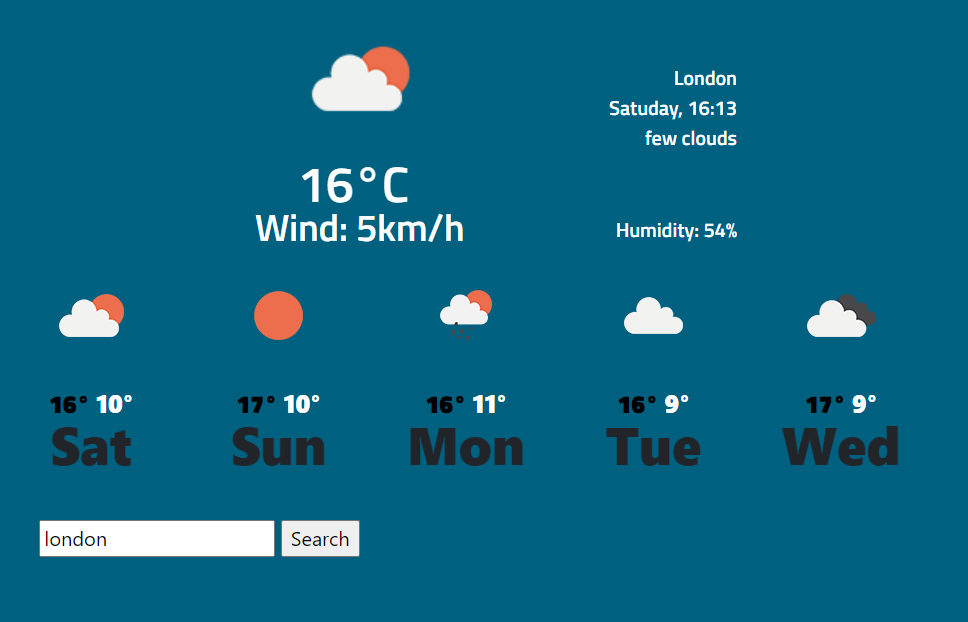 London
Satuday, 16:13
few clouds
16°C
Wind: 5km/h
Humidity: 54%
16° 10° 17° 10° 16° 11° 16° 9° 17° 9°
Sat Sun Mon Tue Wed
london Search